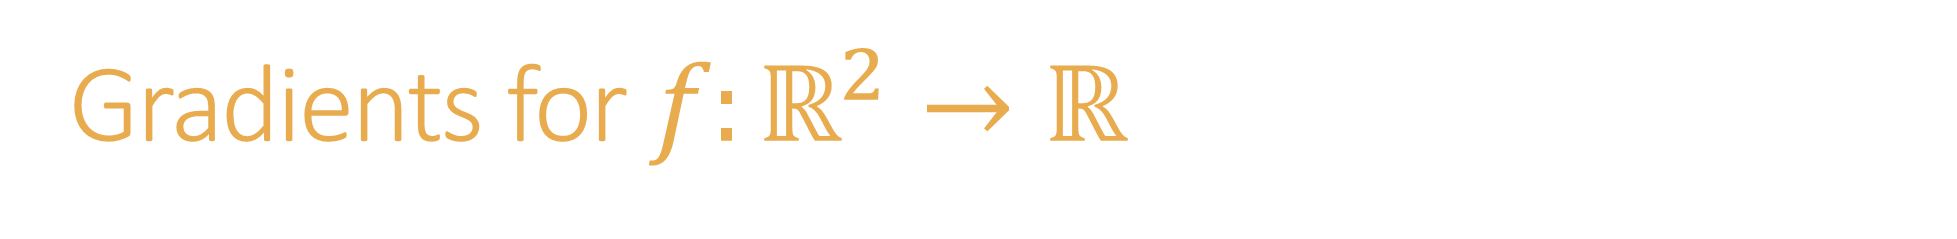 Gradients for 𝑓: ℝ² → ℝ